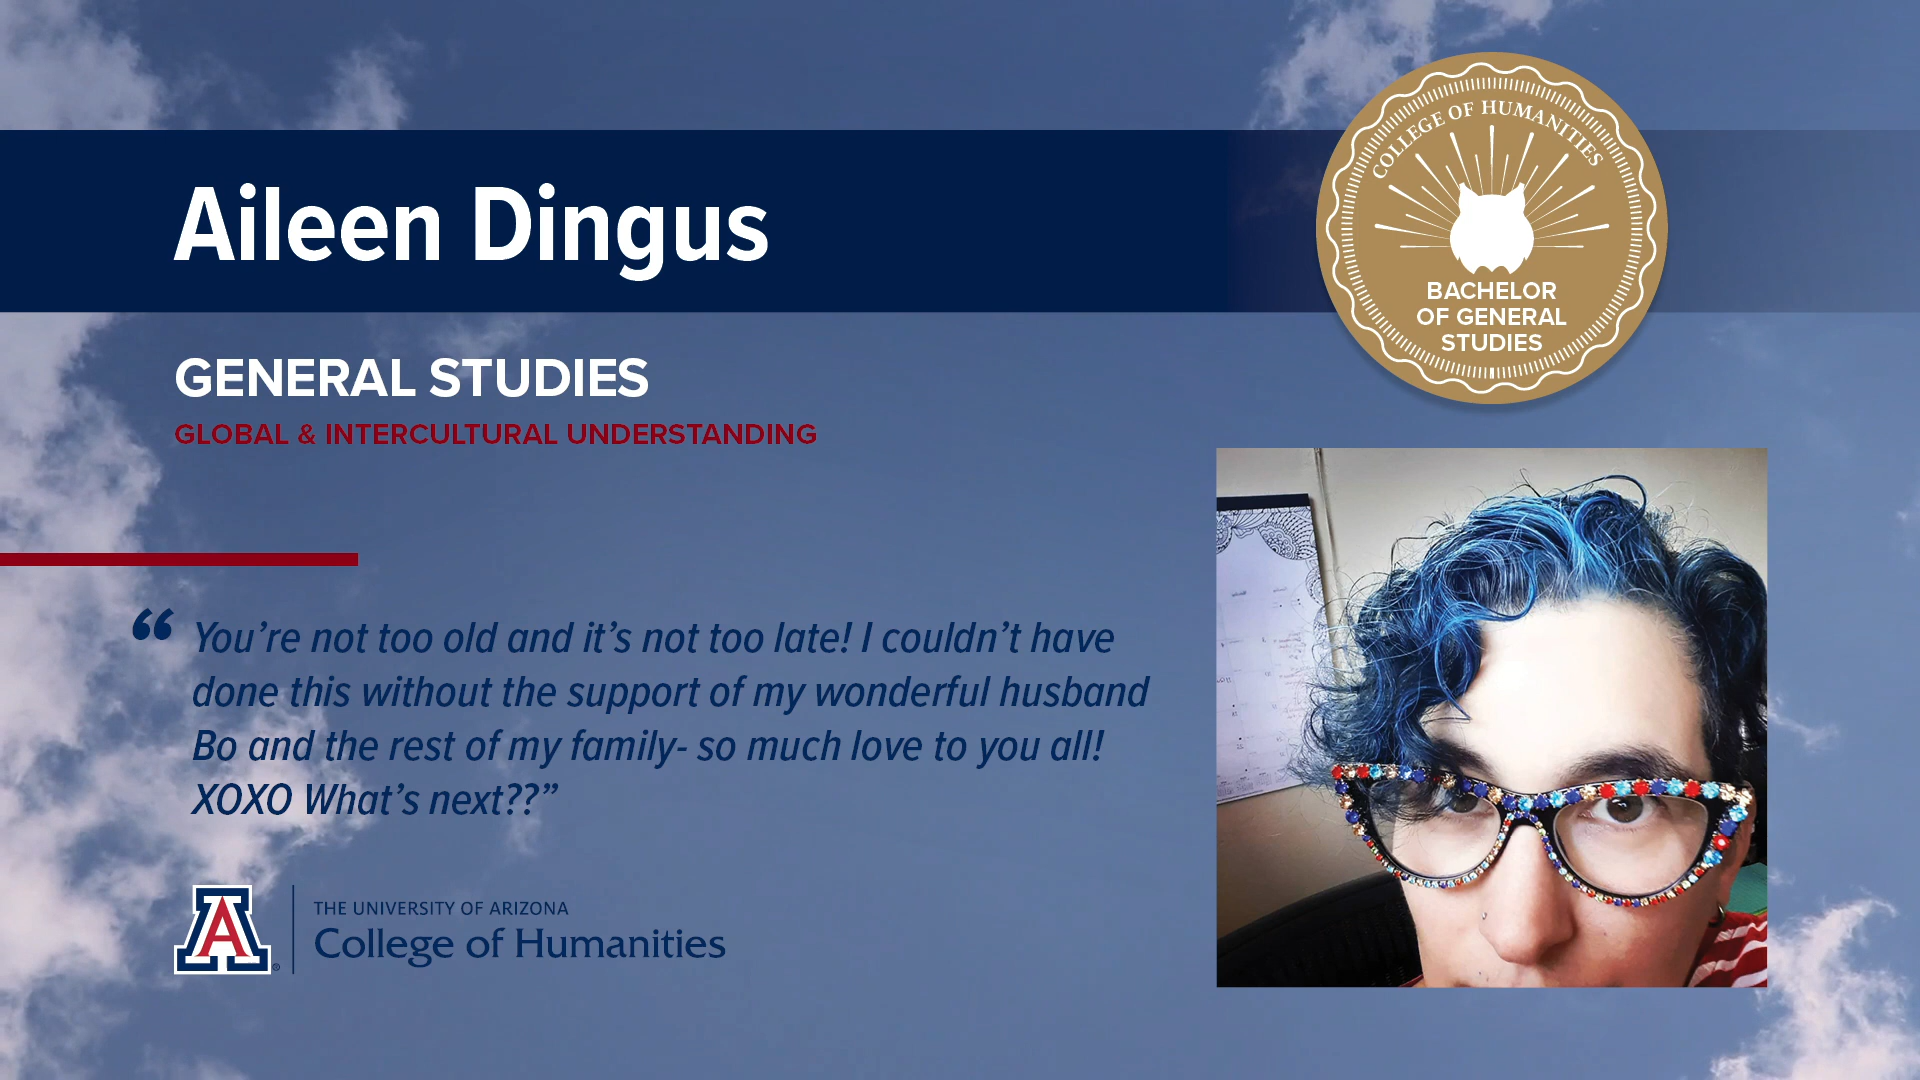 Aileen Dingus
COLLEGE OF HUMANITIES
BACHELOR
OF GENERAL
STUDIES
GENERAL STUDIES
GLOBAL & INTERCULTURAL UNDERSTANDING
“You’re not too old and it’s not too late! I couldn’t have
done this without the support of my wonderful husband
Bo and the rest of my family- so much love to you all!
XOXO What’s next??”
A
THE UNIVERSITY OF ARIZONA
College of Humanities